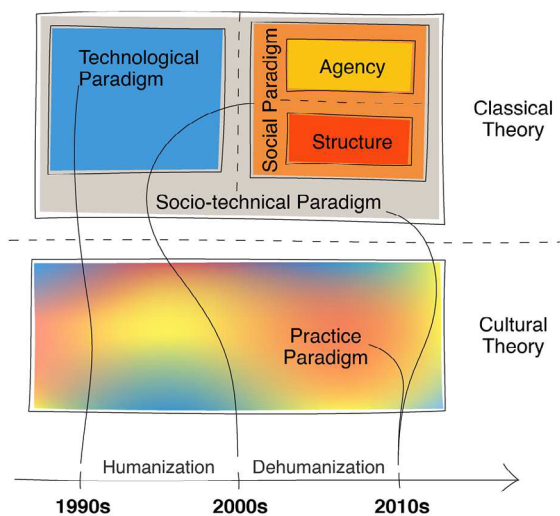 Technological
Paradigm
Social Paradigm
Agency
Structure
Classical
Theory
Socio-technical Paradigm
Practice
Paradigm
Cultural
Theory
Humanization
Dehumanization
1990s
2000s
2010s